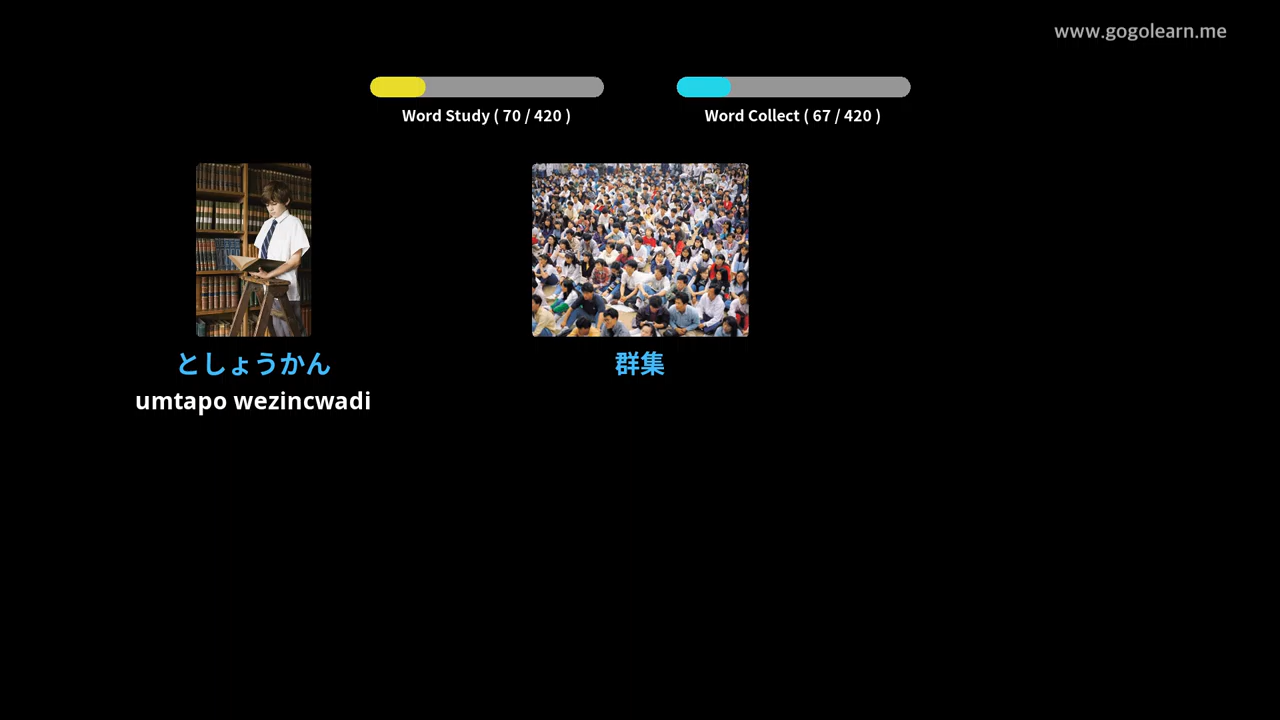 www.gogolearn.me
Word Study ( 70 / 420 )
Word Collect ( 67 / 420 )
としょうかん
umtapo wezincwadi
群集